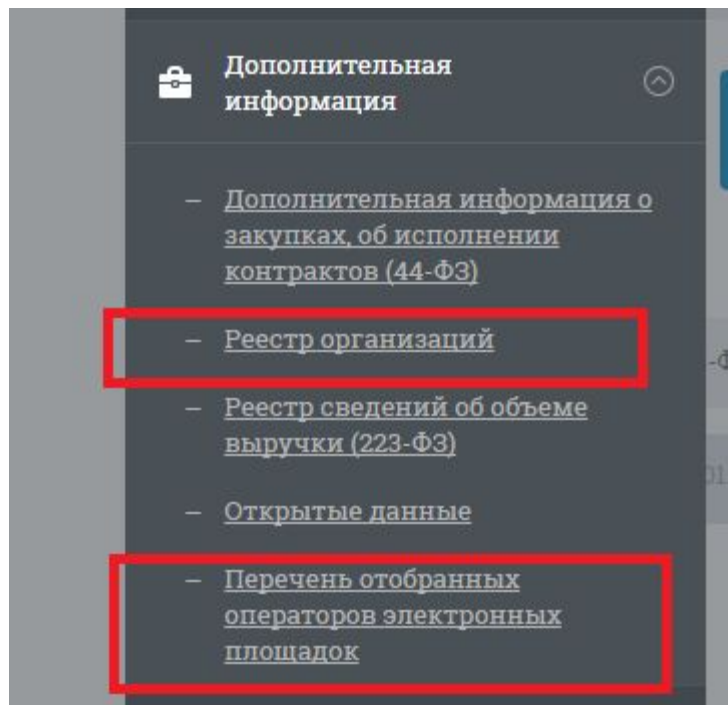 Дополнительная
информация
– Дополнительная информация о
закупках, об исполнении
контрактов (44-ФЗ)
– Реестр организаций
– Реестр сведений об объеме
выручки (223-ФЗ)
– Открытые данные
– Перечень отобранных
операторов электронных
площадок